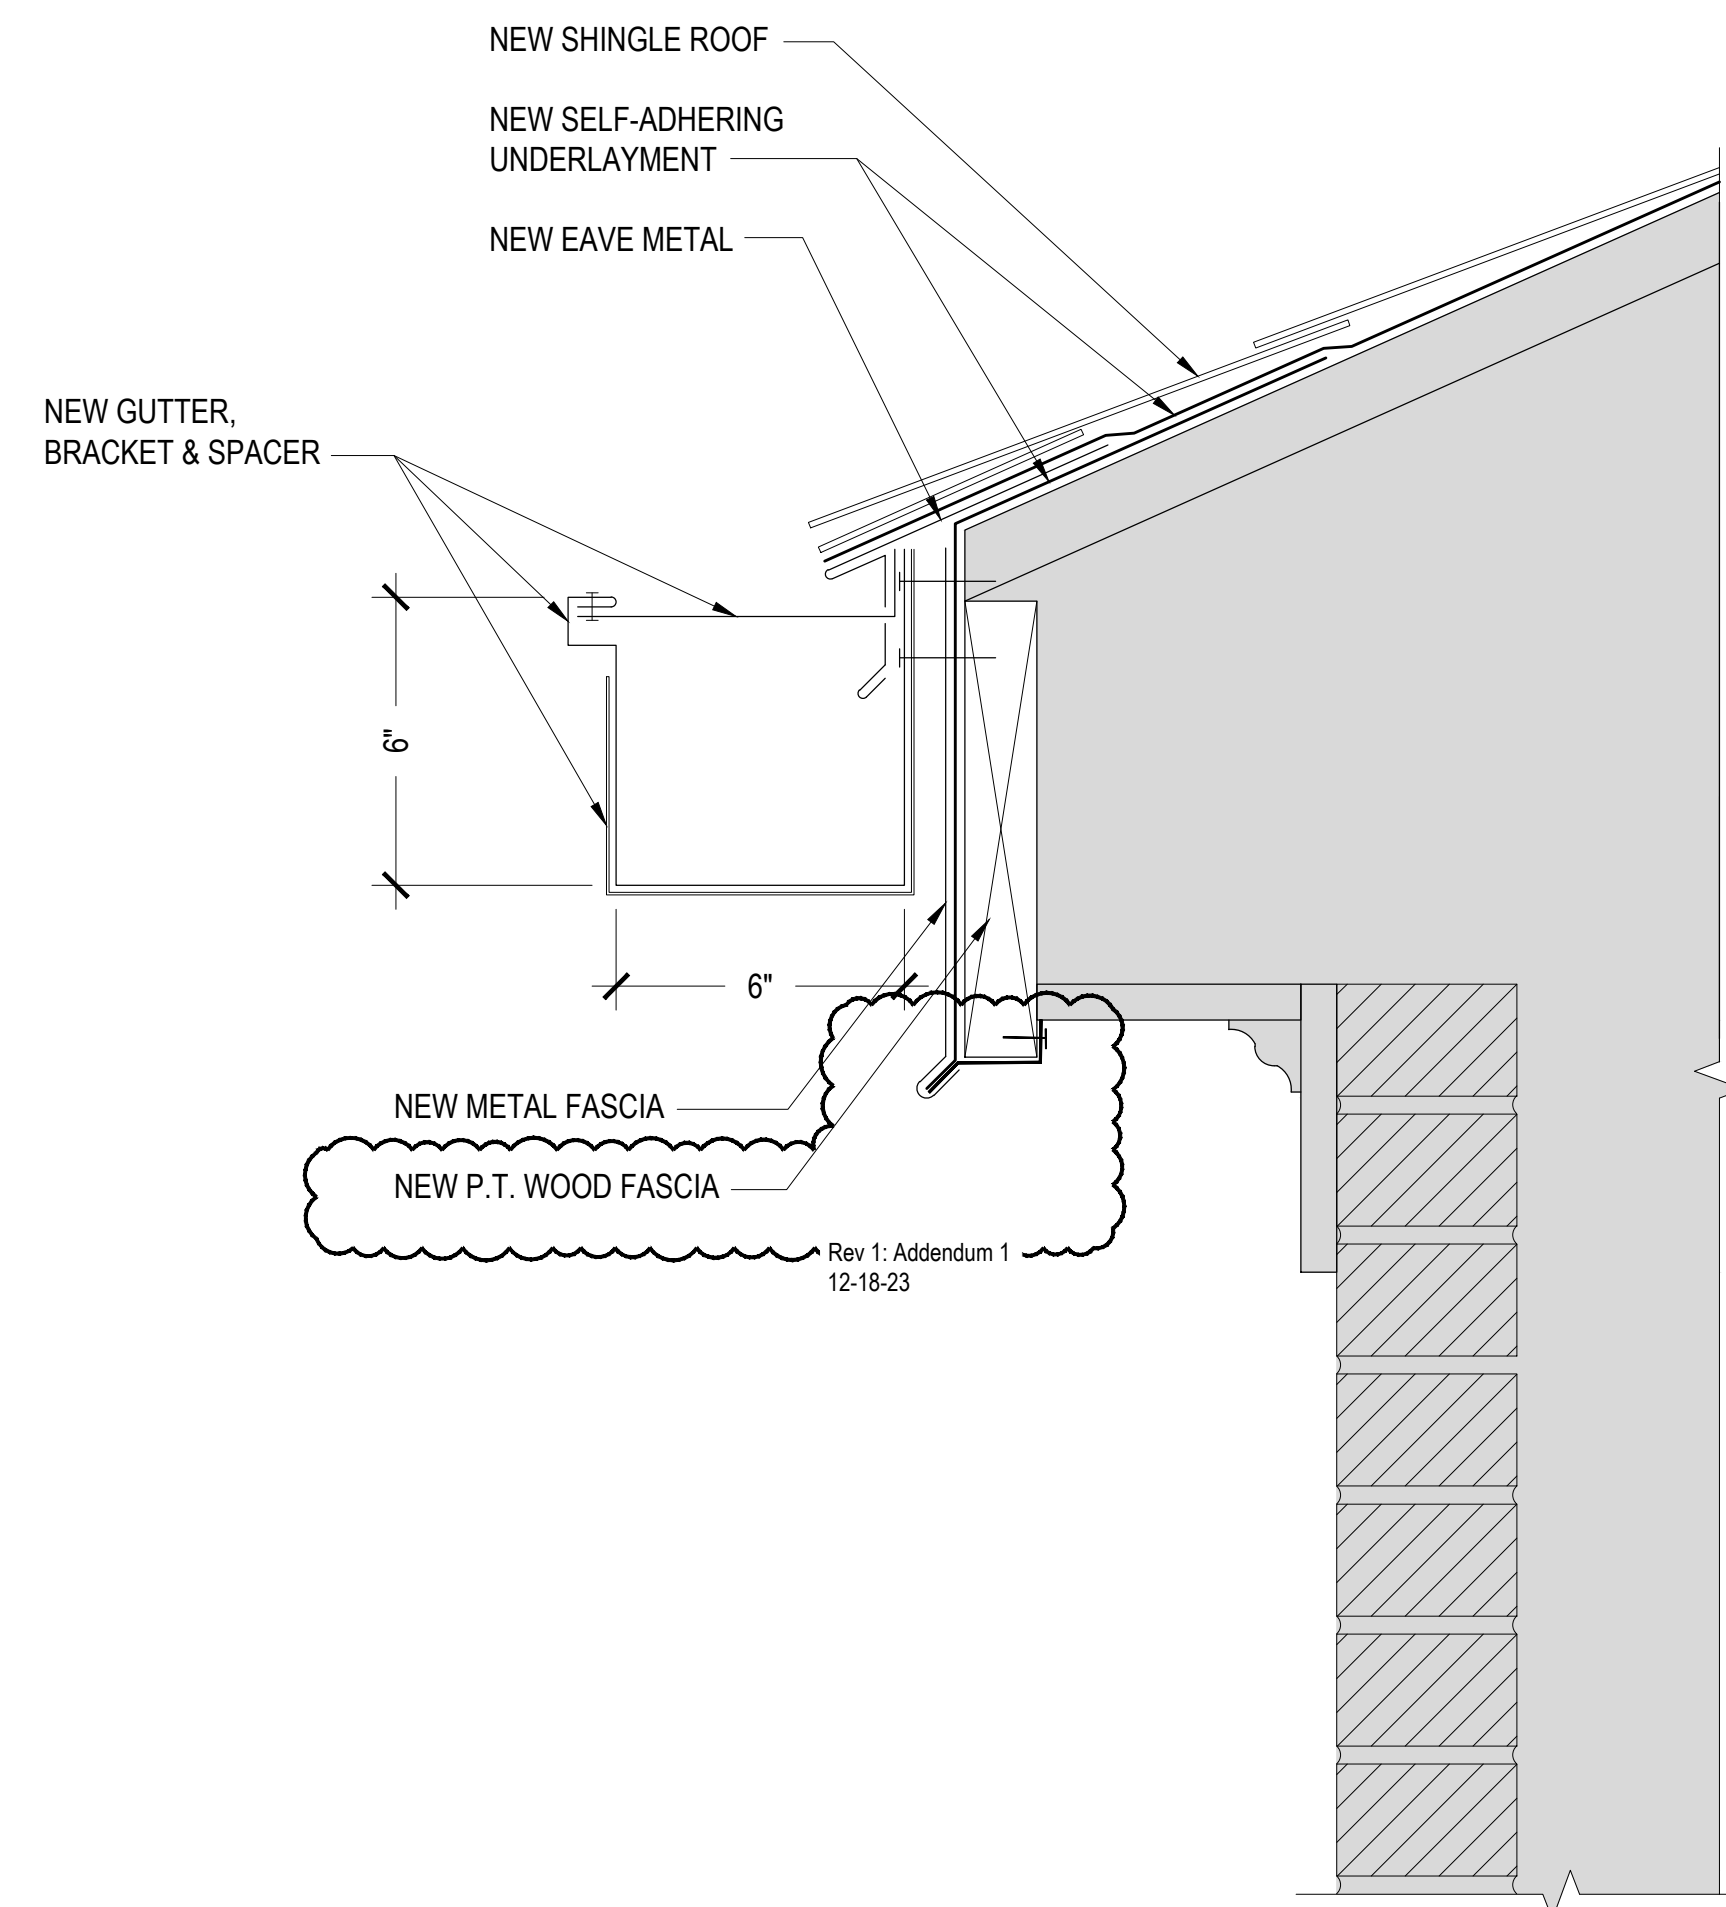 NEW SHINGLE ROOF
NEW SELF-ADHERING
UNDERLAYMENT
NEW EAVE METAL
NEW GUTTER,
BRACKET & SPACER
6"
6"
NEW METAL FASCIA
NEW P.T. WOOD FASCIA
Rev 1: Addendum 1
12-18-23